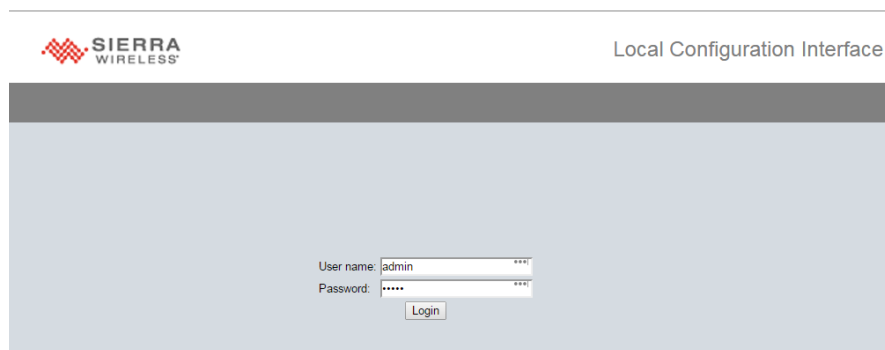 SIERRA
WIRELESS®
Local Configuration Interface
User name: admin
Password: •••••
Login